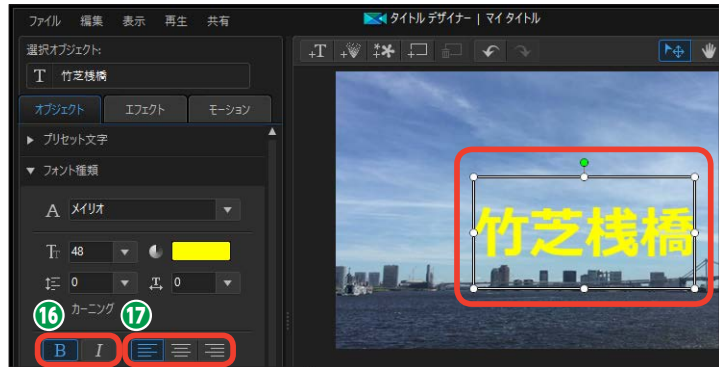 ファイル 編集 表示 再生 共有 タイトル デザイナー | マイ タイトル
選択オブジェクト:
T 竹芝桟橋
オブジェクト エフェクト モーション
プリセット文字
フォント種類
A メイリオ
48
0 0
カーニング
⑯ ⑰
B I
竹芝桟橋